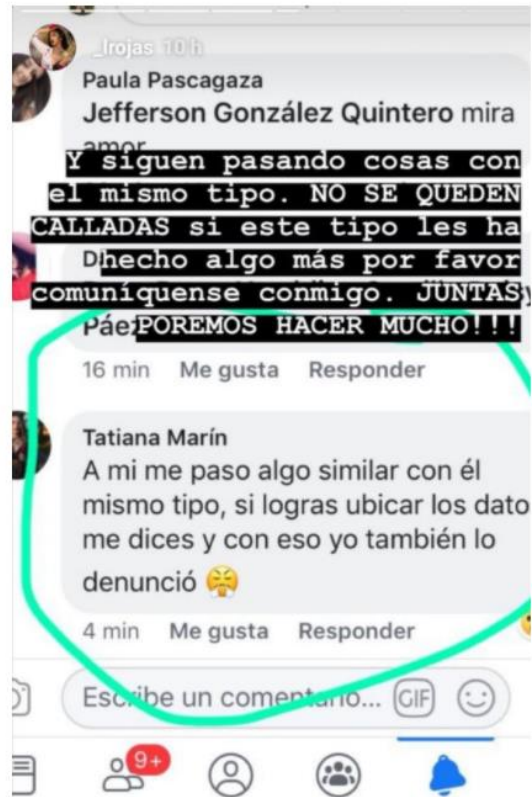 _lrojas 10 h
Paula Pascagaza
Jefferson González Quintero mira
amor
Y siguen pasando cosas con
el mismo tipo. NO SE QUEDEN
CALLADAS si este tipo les ha
hecho algo más por favor
comuníquense conmigo. JUNTAS
Páez
POREMOS HACER MUCHO!!!
16 min Me gusta Responder
Tatiana Marín
A mi me paso algo similar con él
mismo tipo, si logras ubicar los dato
me dices y con eso yo también lo
denunció
4 min Me gusta Responder
Escribe un comentario... GIF
9+